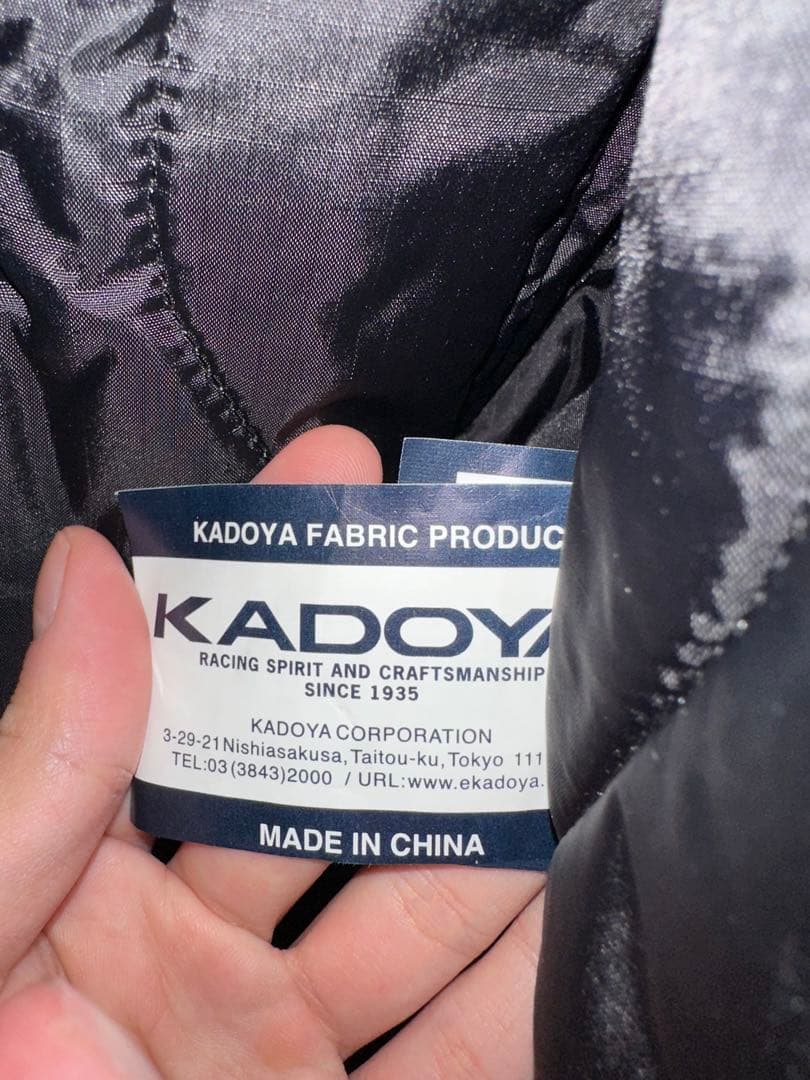 KADOYA FABRIC PRODUC
KADOYA
RACING SPIRIT AND CRAFTSMANSHIP
SINCE 1935
KADOYA CORPORATION
3-29-21 Nishiasakusa, Taitou-ku, Tokyo 111
TEL:03(3843)2000 / URL:www.ekadoya.
MADE IN CHINA